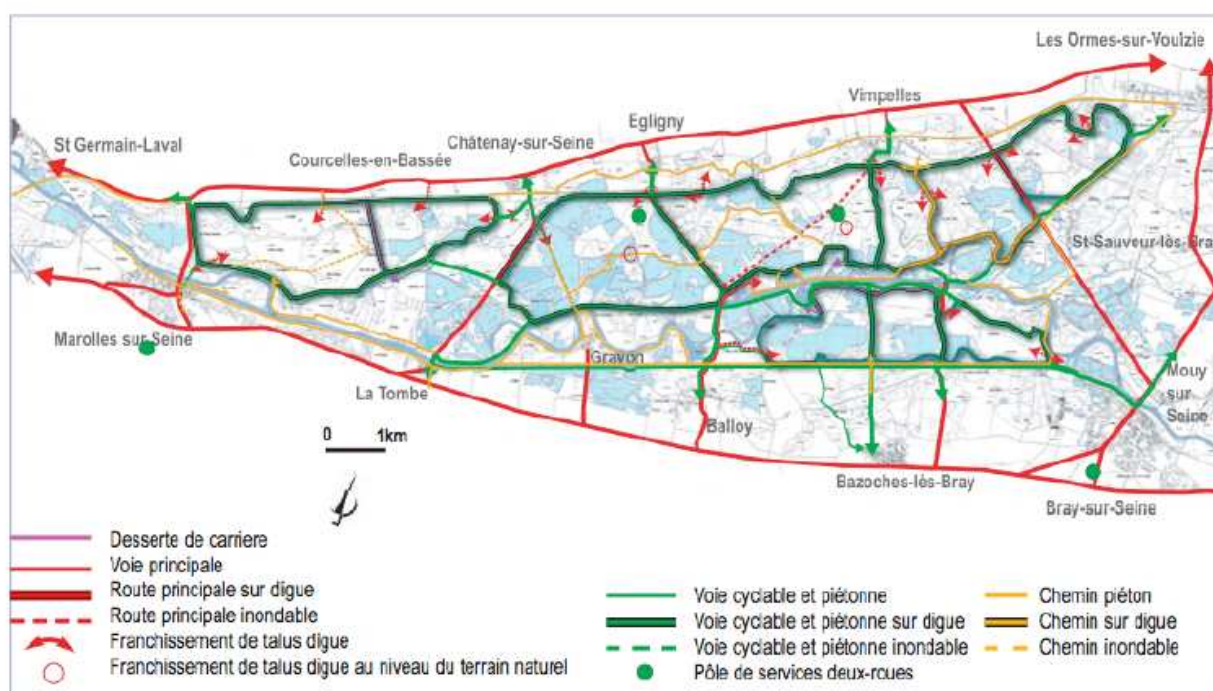 Les Ormes-sur-Vouizie
Vimpelles
Egligny
Châtenay-sur-Seine
St Germain-Laval
Courcelles-en-Bassée
St-Sauveur-lès-Bra
Marolles sur Seine
Gravon
La Tombe
Mouy
sur
Seine
0 1km
Balloy
Bazoches-lès-Bray
Bray-sur-Seine
Desserte de carriere
Voie principale
Route principale sur digue
Route principale inondable
Franchissement de talus digue
Franchissement de talus digue au niveau du terrain naturel
Voie cyclable et piétonne
Voie cyclable et piétonne sur digue
Voie cyclable et piétonne inondable
Pôle de services deux-roues
Chemin piéton
Chemin sur digue
Chemin inondable